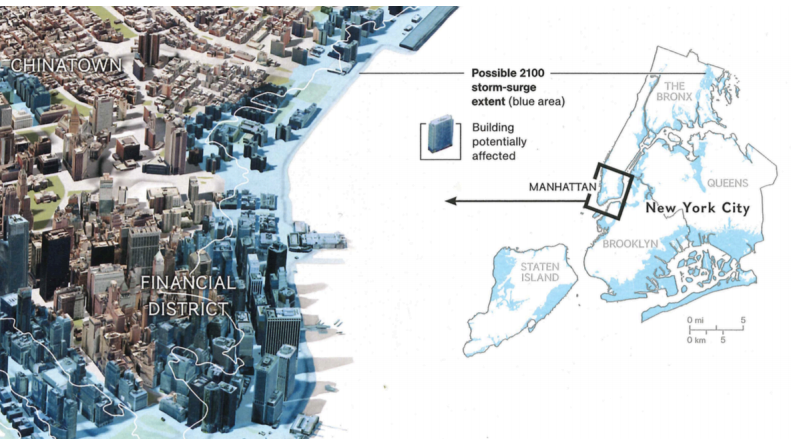 CHINATOWN
FINANCIAL
DISTRICT
Possible 2100
storm-surge
extent (blue area)
Building
potentially
affected
MANHATTAN
THE
BRONX
QUEENS
New York City
BROOKLYN
STATEN
ISLAND
0 mi 5
0 km 5